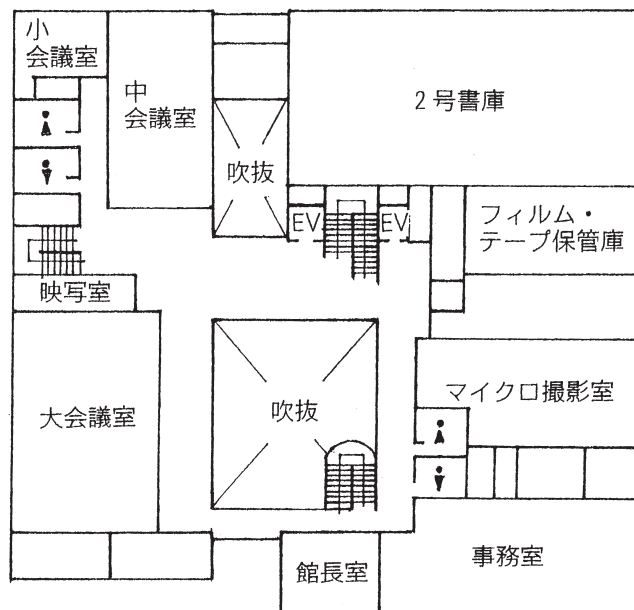 小
会議室
中
会議室
2号書庫
吹抜
EV
EV
フィルム・
テープ保管庫
映写室
大会議室
吹抜
マイクロ撮影室
館長室
事務室